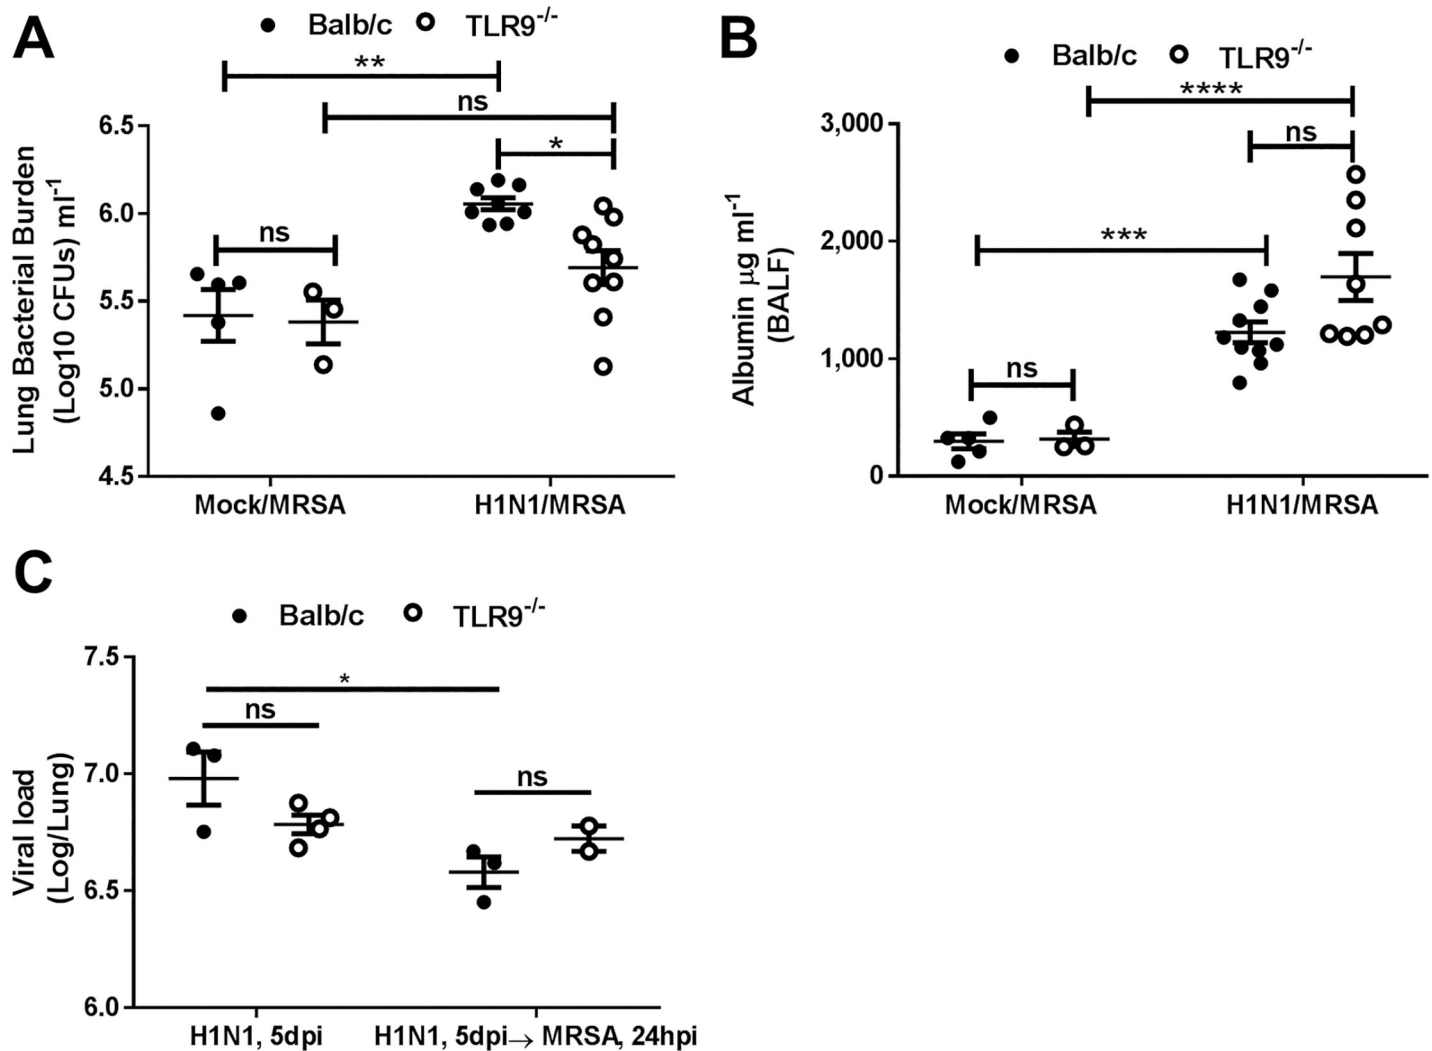 A
Balb/c TLR9-/-
**
ns
*
ns
Lung Bacterial Burden
(Log10 CFUs) ml-1
6.5
6.0
5.5
5.0
4.5
Mock/MRSA H1N1/MRSA
B
Balb/c TLR9-/-
****
ns
***
ns
Albumin μg ml-1
(BALF)
3,000
2,000
1,000
0
Mock/MRSA H1N1/MRSA
C
Balb/c TLR9-/-
*
ns
ns
Viral load
(Log/Lung)
7.5
7.0
6.5
6.0
H1N1, 5dpi H1N1, 5dpi→ MRSA, 24hpi